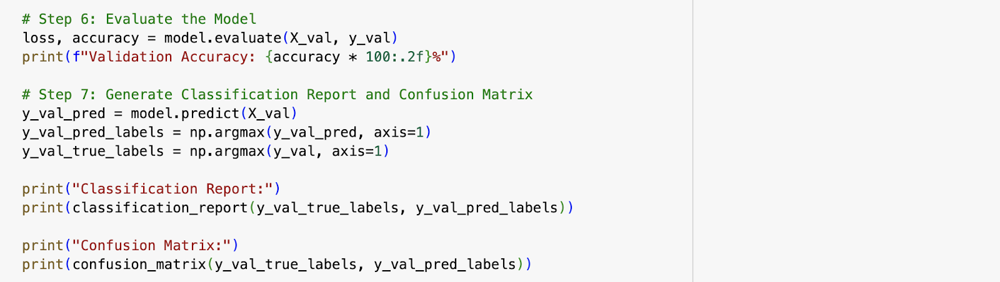 # Step 6: Evaluate the Model
loss, accuracy = model.evaluate(X_val, y_val)
print(f"Validation Accuracy: {accuracy * 100:.2f}%")
# Step 7: Generate Classification Report and Confusion Matrix
y_val_pred = model.predict(X_val)
y_val_pred_labels = np.argmax(y_val_pred, axis=1)
y_val_true_labels = np.argmax(y_val, axis=1)
print("Classification Report:")
print(classification_report(y_val_true_labels, y_val_pred_labels))
print("Confusion Matrix:")
print(confusion_matrix(y_val_true_labels, y_val_pred_labels))